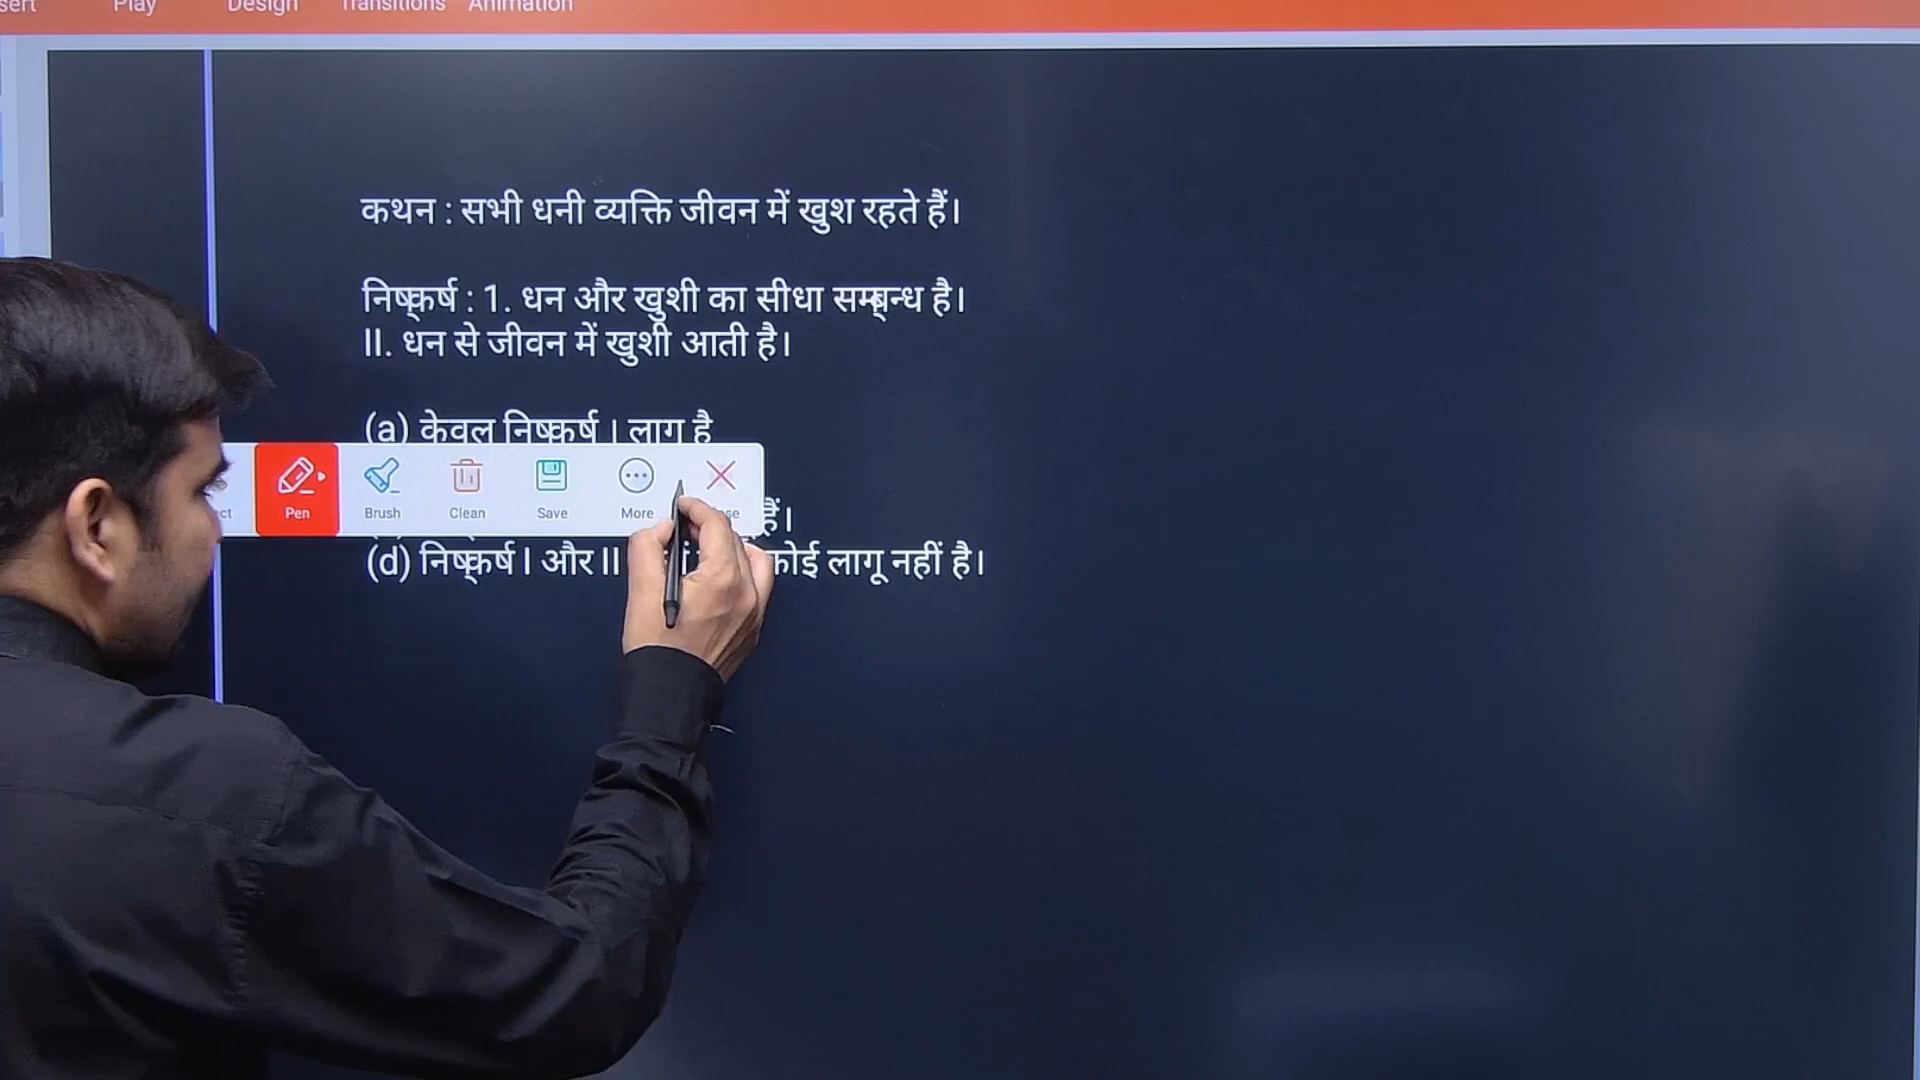 Play Design Transitions Animation
कथन : सभी धनी व्यक्ति जीवन में खुश रहते हैं।
निष्कर्ष : 1. धन और खुशी का सीधा सम्बन्ध है।
II. धन से जीवन में खुशी आती है।
(a) केवल निष्कर्ष I लागू है
Pen Brush Clean Save More
हैं।
(d) निष्कर्ष I और II कोई लागू नहीं है।